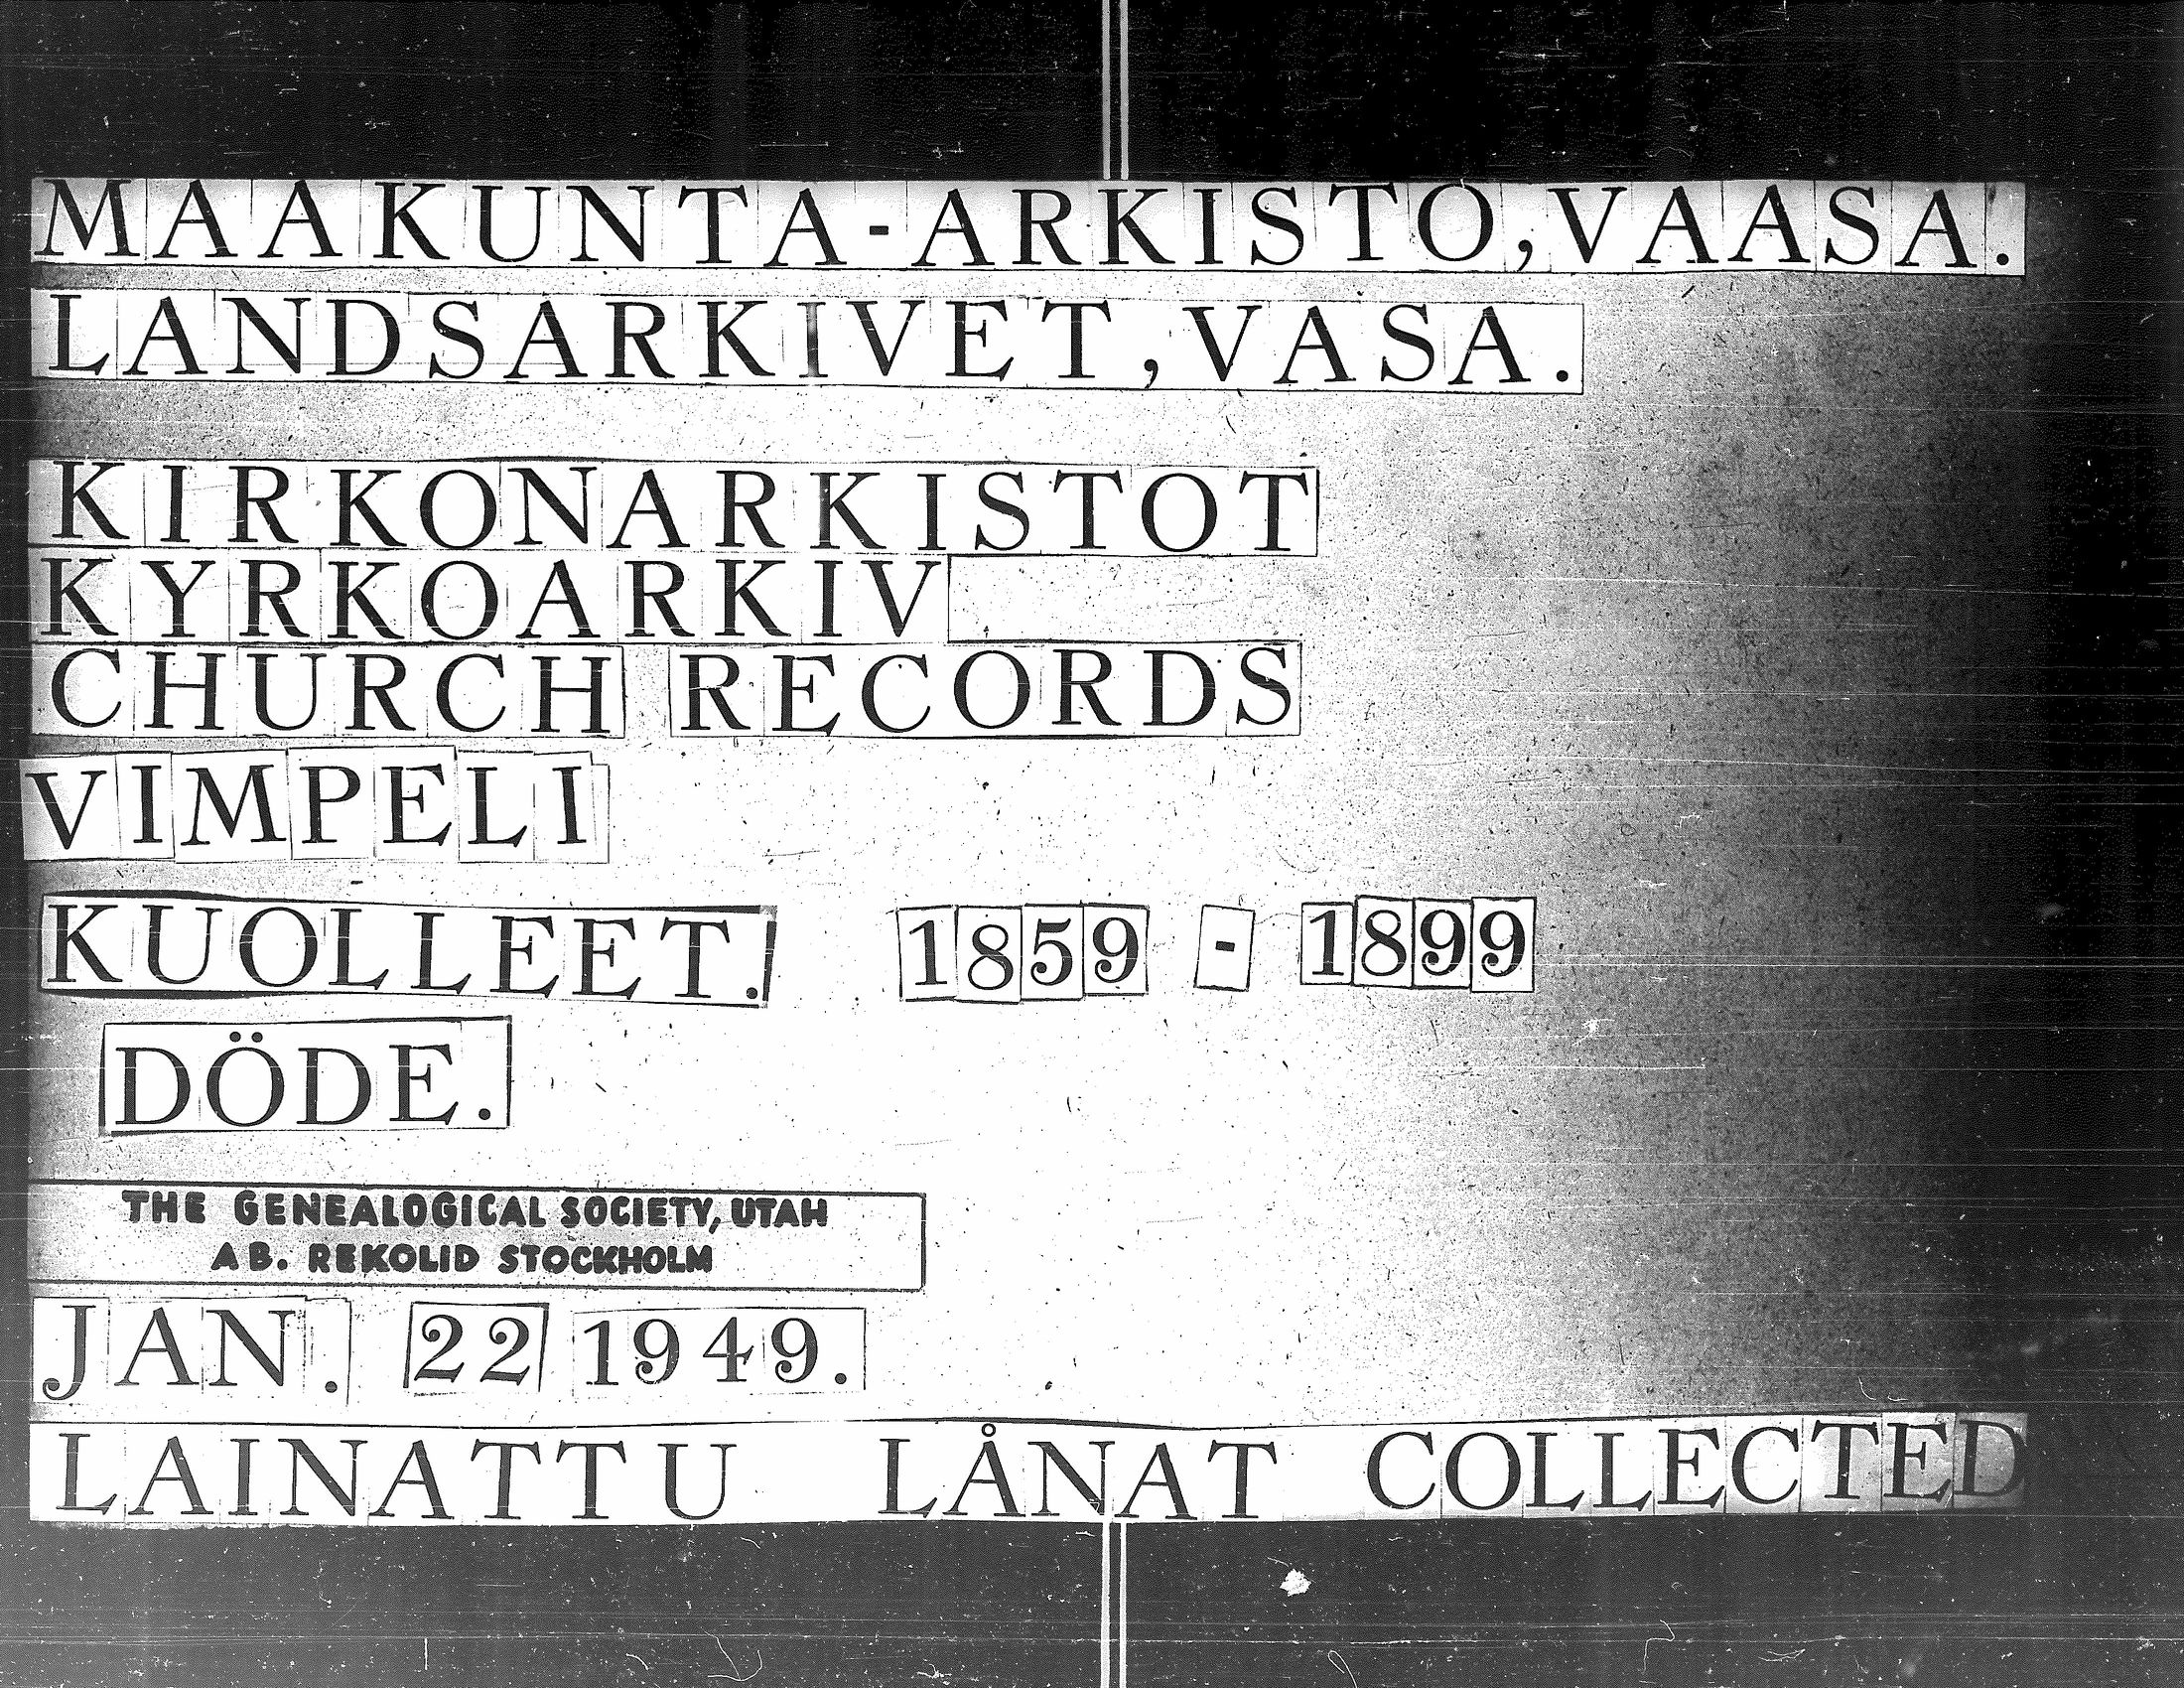 MAAKUNTA-ARKISTO,VAASA.
LANDSARKIVET,VASA.
KIRKONARKISTOT
KYRKOARKIV
CHURCH RECORDS
VIMPELI
KUOLLEET. 1859 - 1899
DÖDE.
THE GENEALOGICAL SOCIETY, UTAH
AB. REKOLID STOCKHOLM
JAN. 22 1949.
LAINATTU LÅNAT COLLECTED